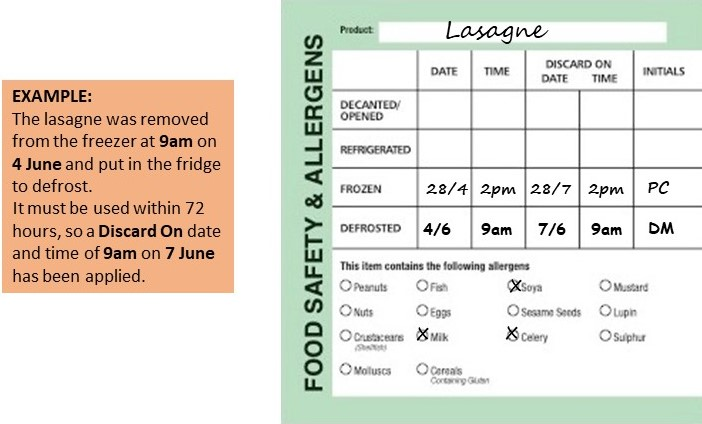 EXAMPLE:
The lasagne was removed
from the freezer at 9am on
4 June and put in the fridge
to defrost.
It must be used within 72
hours, so a Discard On date
and time of 9am on 7 June
has been applied.
FOOD SAFETY & ALLERGENS
Product: Lasagne
DATE TIME DISCARD ON DATE TIME INITIALS
DECANTED/
OPENED
REFRIGERATED
FROZEN 28/4 2pm 28/7 2pm PC
DEFROSTED 4/6 9am 7/6 9am DM
This item contains the following allergens
Peanuts Fish Soya Mustard
Nuts Eggs Sesame Seeds Lupin
Crustaceans Milk Celery Sulphur
(Shellfish)
Molluscs Cereals
Containing Gluten